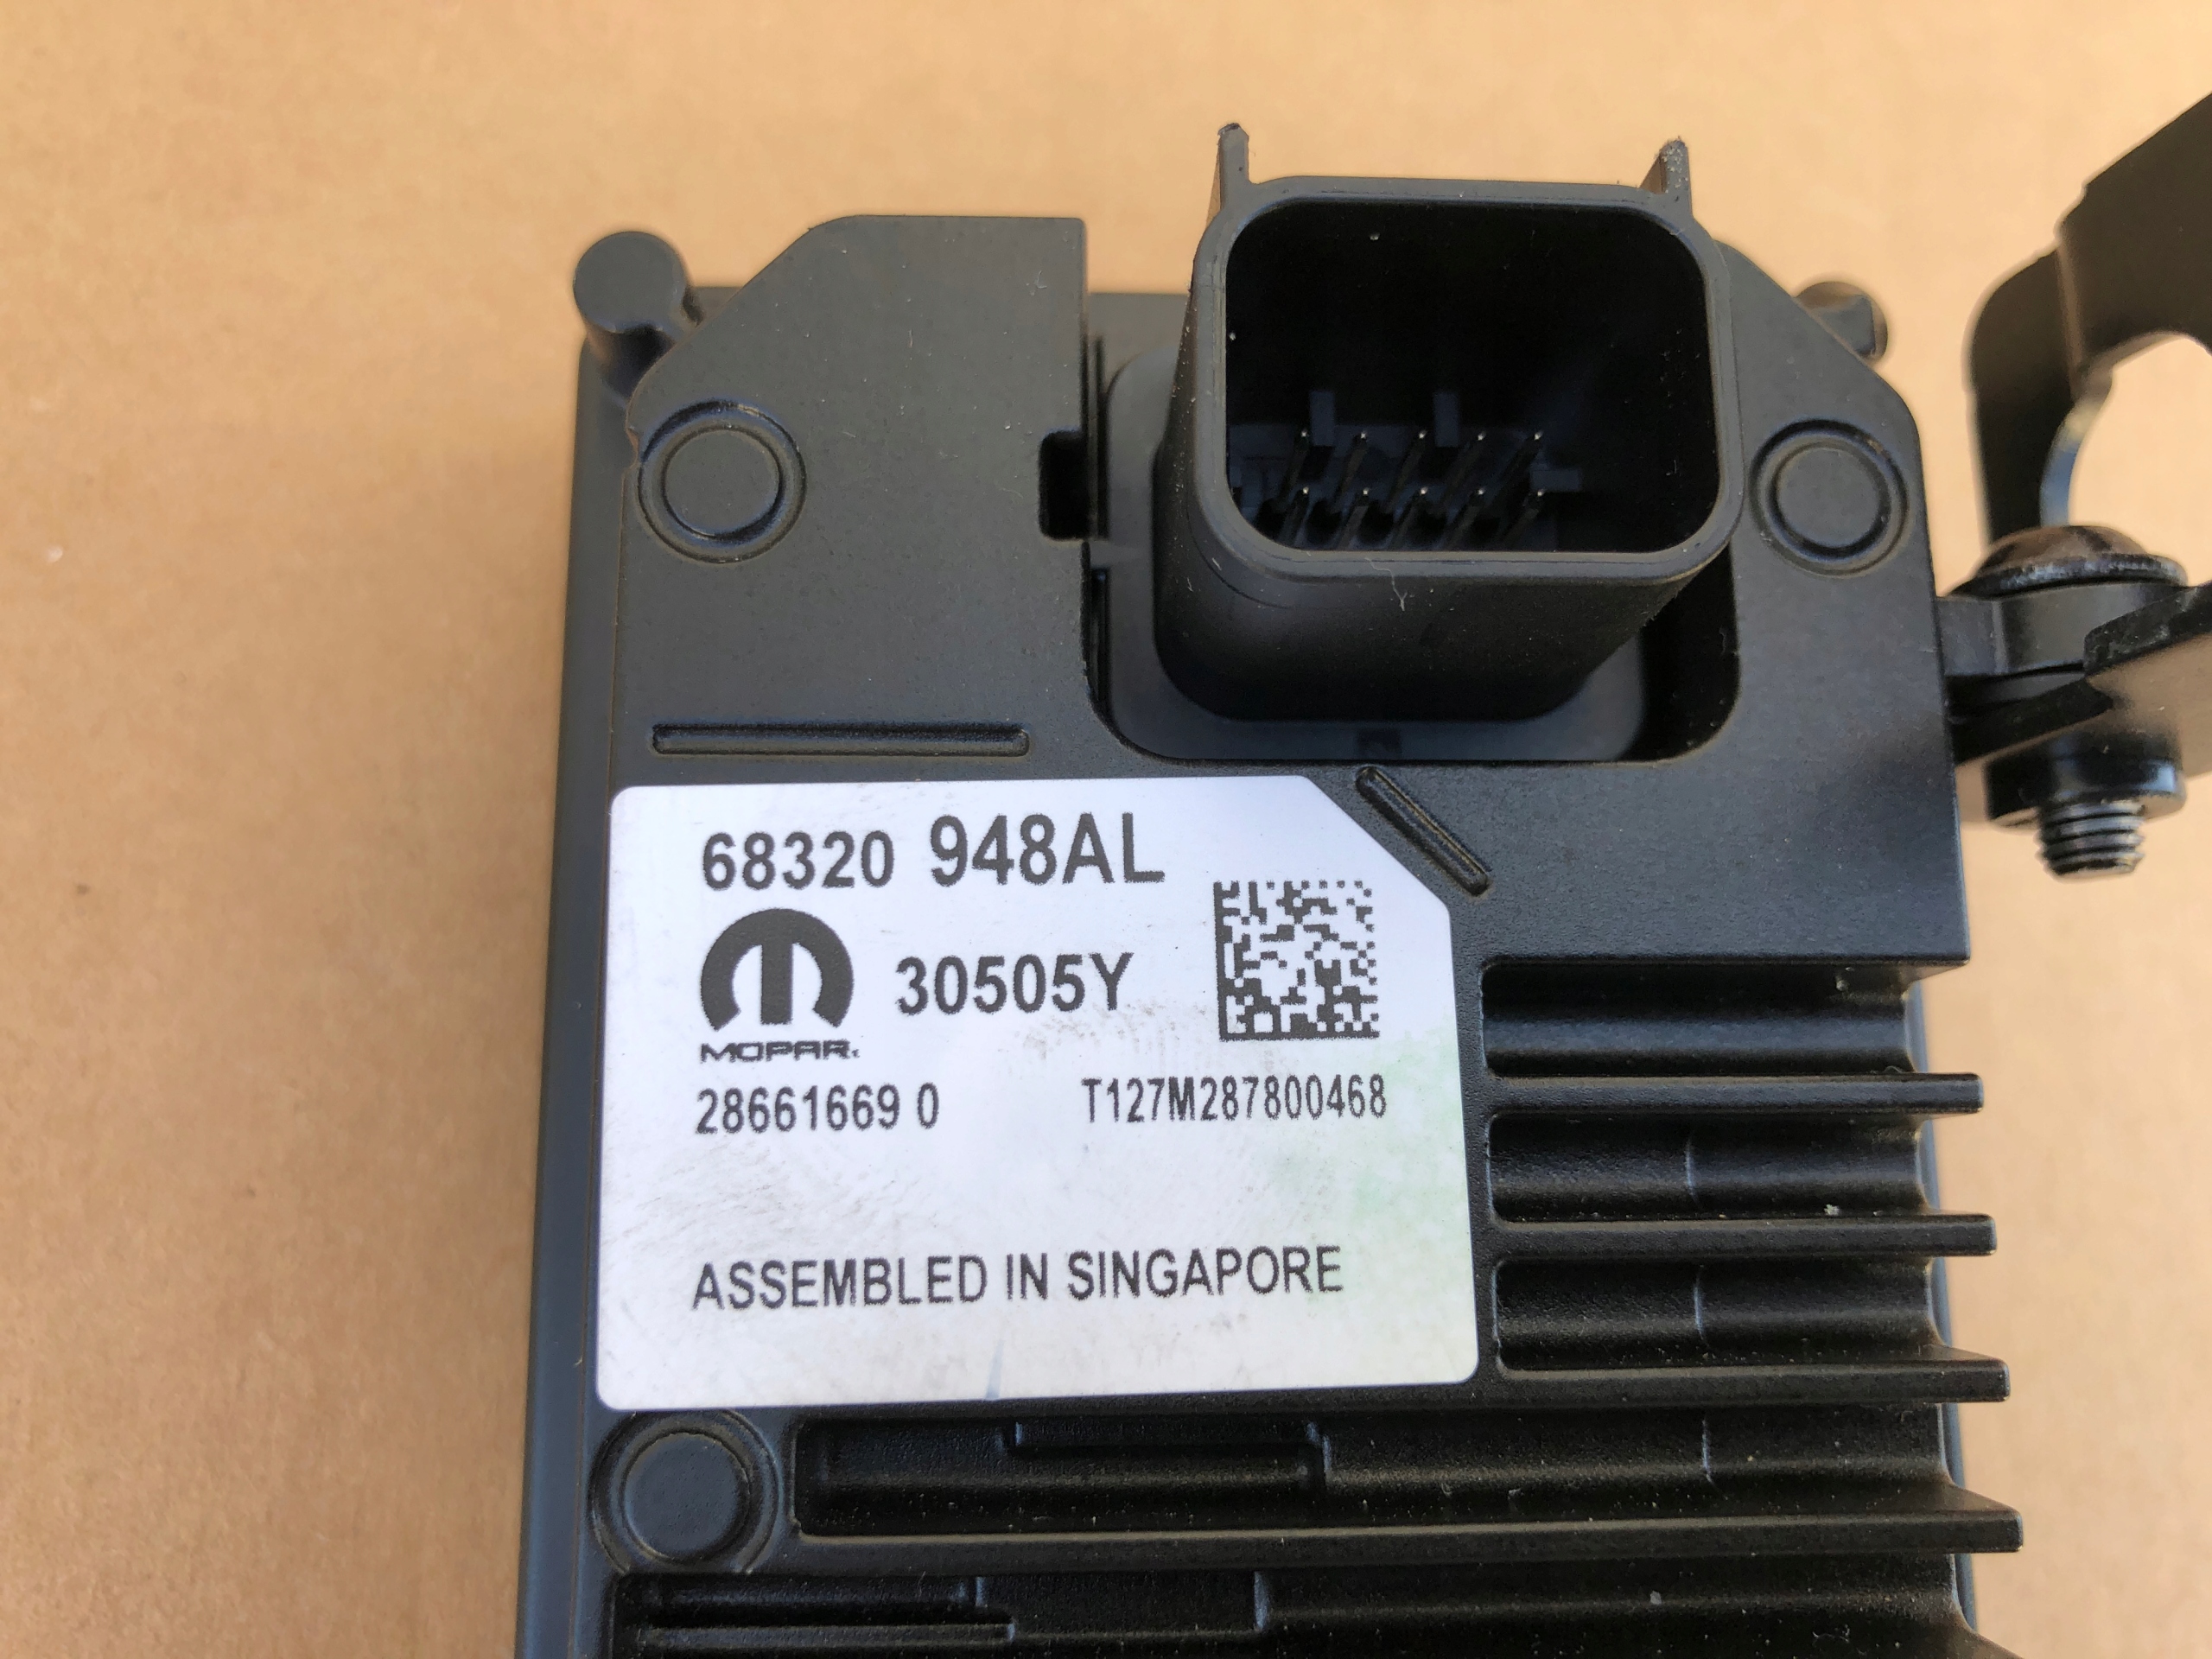 68320 948AL
30505Y
MOPAR
28661669 0 T127M287800468
ASSEMBLED IN SINGAPORE